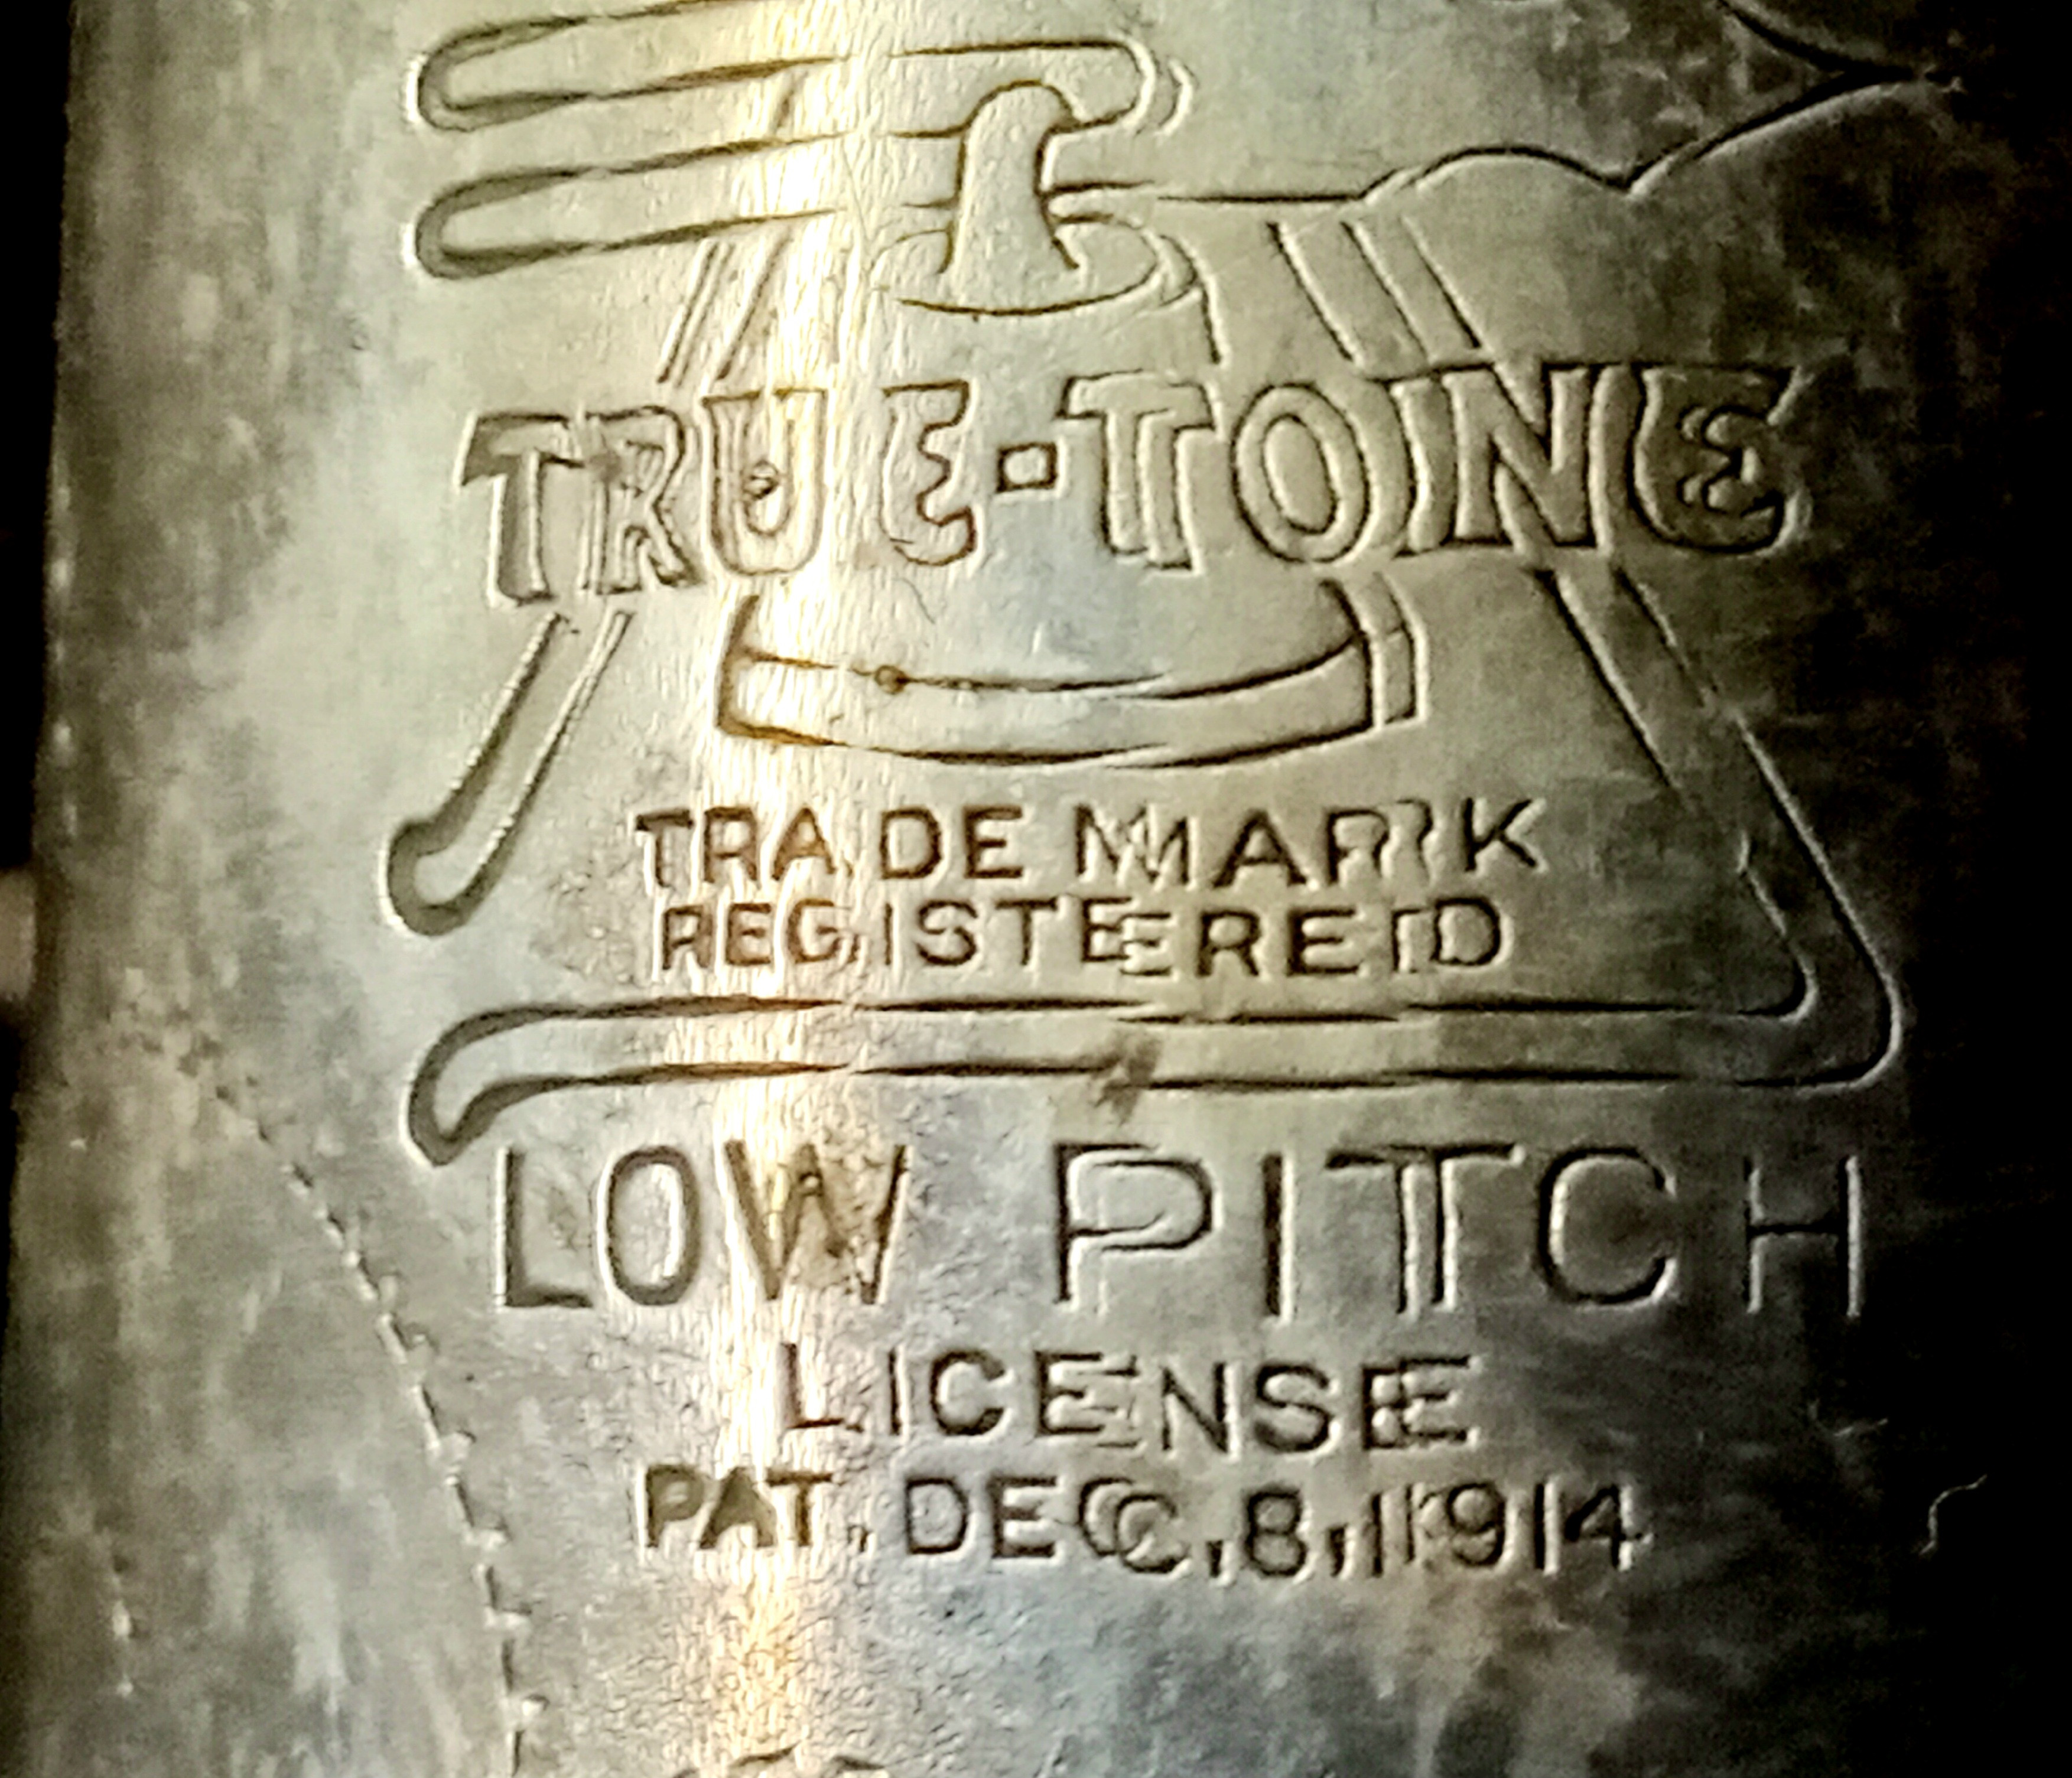 TRUE-TONE
TRADE MARK
REGISTERED
LOW PITCH
LICENSE
PAT. DEC. 8, 1914